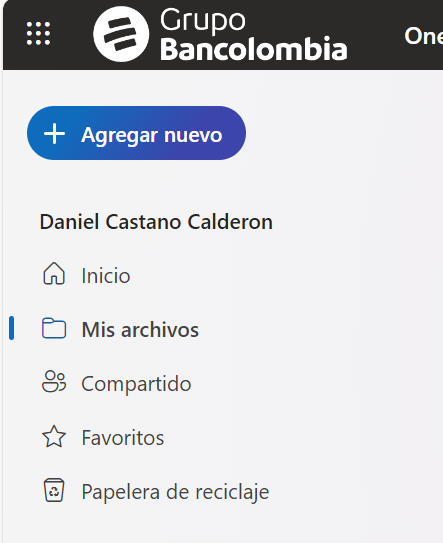 Grupo
Bancolombia
One
Agregar nuevo
Daniel Castano Calderon
Inicio
Mis archivos
Compartido
Favoritos
Papelera de reciclaje